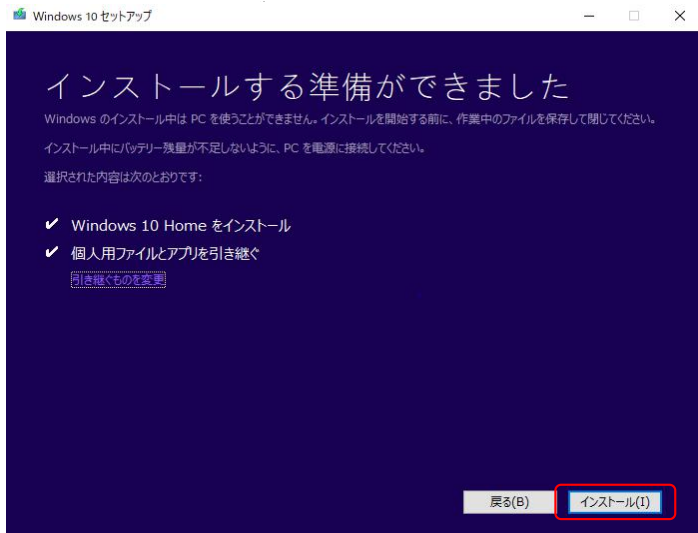 Windows 10 セットアップ
インストールする準備ができました
Windows のインストール中は PC を使うことができません。インストールを開始する前に、作業中のファイルを保存して閉じてください。
インストール中にバッテリー残量が不足しないように、PC を電源に接続してください。
選択された内容は次のとおりです:
✔ Windows 10 Home をインストール
✔ 個人用ファイルとアプリを引き継ぐ
引き継ぐものを変更
戻る(B) インストール(I)